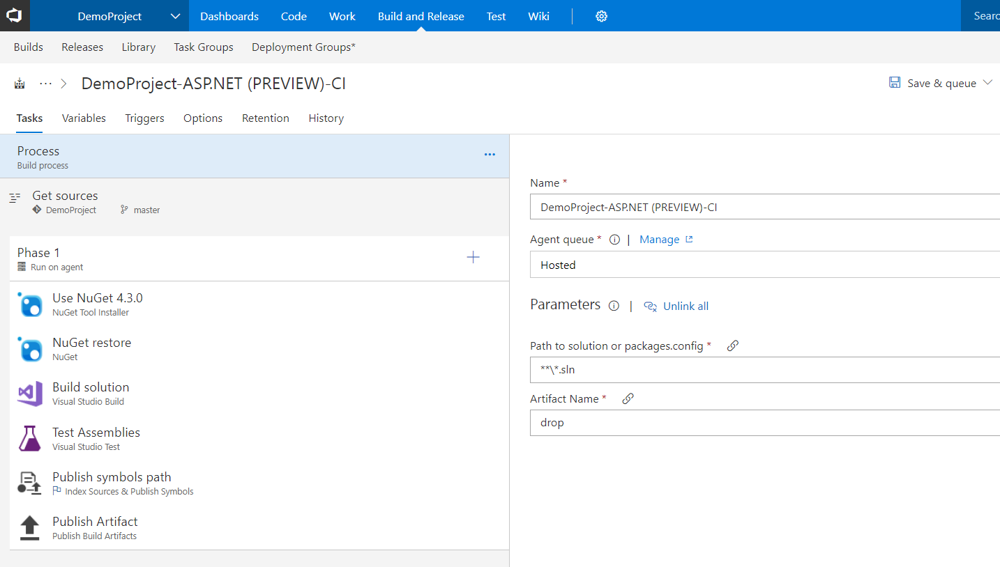 DemoProject Dashboards Code Work Build and Release Test Wiki Searc
Builds Releases Library Task Groups Deployment Groups*
... > DemoProject-ASP.NET (PREVIEW)-CI Save & queue
Tasks Variables Triggers Options Retention History
Process
Build process
Get sources
DemoProject master
Phase 1
Run on agent
Use NuGet 4.3.0
NuGet Tool Installer
NuGet restore
NuGet
Build solution
Visual Studio Build
Test Assemblies
Visual Studio Test
Publish symbols path
Index Sources & Publish Symbols
Publish Artifact
Publish Build Artifacts
Name *
DemoProject-ASP.NET (PREVIEW)-CI
Agent queue * | Manage
Hosted
Parameters | Unlink all
Path to solution or packages.config *
**\*.sln
Artifact Name *
drop